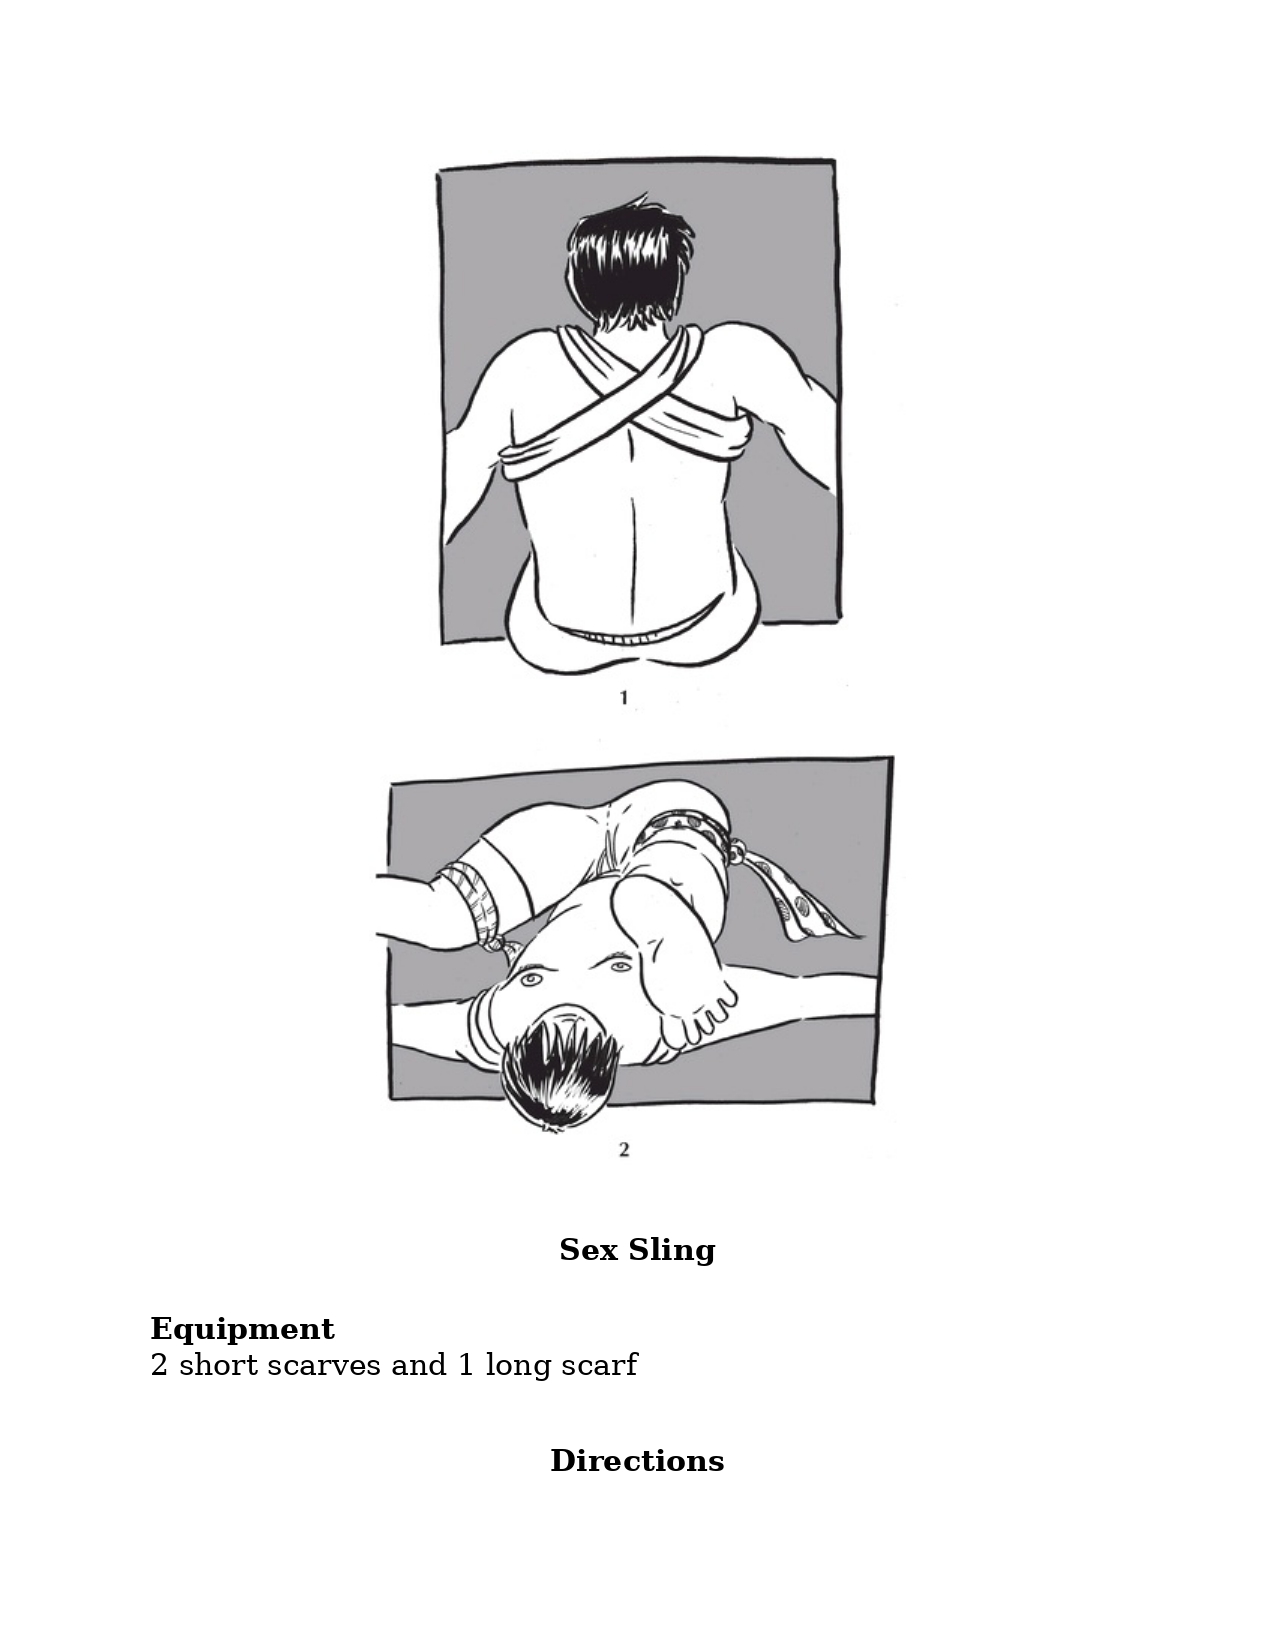 1
2
Sex Sling
Equipment
2 short scarves and 1 long scarf
Directions